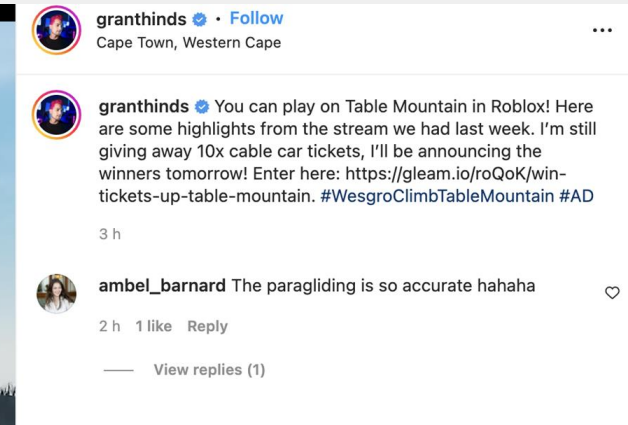 granthinds • Follow
Cape Town, Western Cape
granthinds You can play on Table Mountain in Roblox! Here
are some highlights from the stream we had last week. I’m still
giving away 10x cable car tickets, I’ll be announcing the
winners tomorrow! Enter here: https://gleam.io/roQoK/win-
tickets-up-table-mountain. #WesgroClimbTableMountain #AD
3 h
ambel_barnard The paragliding is so accurate hahaha
2 h 1 like Reply
View replies (1)